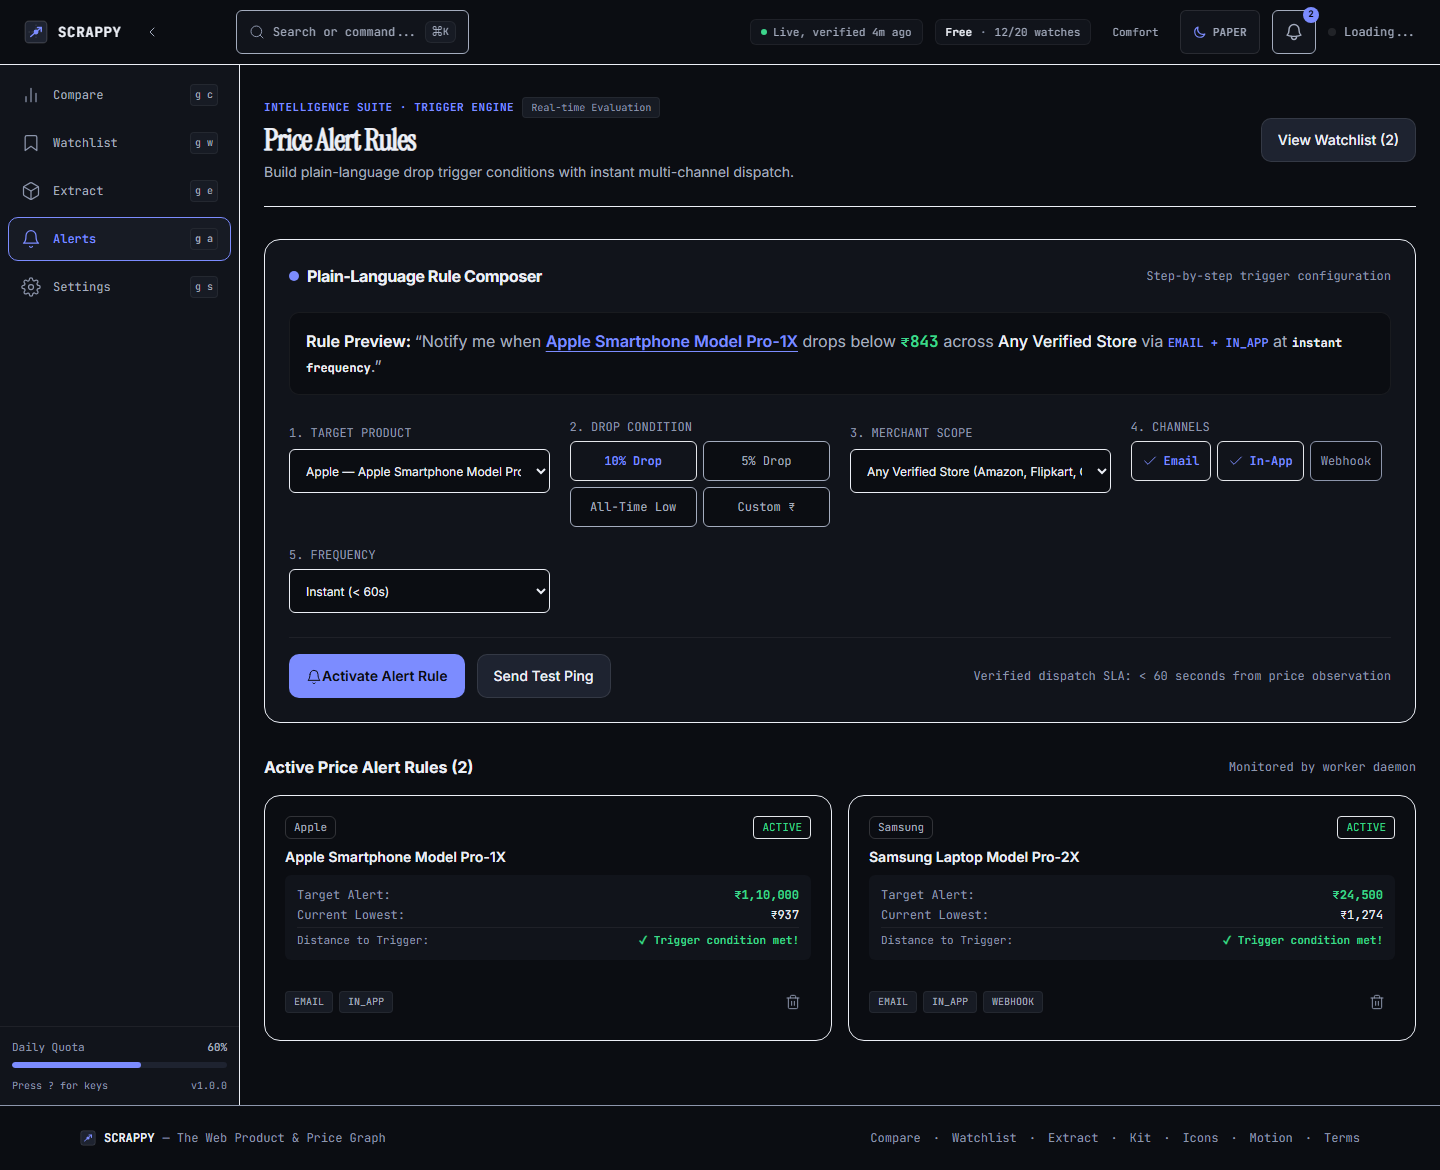 SCRAPPY
Search or command... ⌘K
Live, verified 4m ago
Free · 12/20 watches
Comfort
PAPER
2
Loading...
Compare g c
Watchlist g w
Extract g e
Alerts g a
Settings g s
INTELLIGENCE SUITE · TRIGGER ENGINE Real-time Evaluation
Price Alert Rules
Build plain-language drop trigger conditions with instant multi-channel dispatch.
View Watchlist (2)
Plain-Language Rule Composer
Step-by-step trigger configuration
Rule Preview: “Notify me when Apple Smartphone Model Pro-1X drops below ₹843 across Any Verified Store via EMAIL + IN_APP at instant
frequency.”
1. TARGET PRODUCT
Apple — Apple Smartphone Model Pro
2. DROP CONDITION
10% Drop
5% Drop
All-Time Low
Custom ₹
3. MERCHANT SCOPE
Any Verified Store (Amazon, Flipkart,
4. CHANNELS
Email
In-App
Webhook
5. FREQUENCY
Instant (< 60s)
Activate Alert Rule
Send Test Ping
Verified dispatch SLA: < 60 seconds from price observation
Active Price Alert Rules (2)
Monitored by worker daemon
Apple ACTIVE
Apple Smartphone Model Pro-1X
Target Alert: ₹1,10,000
Current Lowest: ₹937
Distance to Trigger: ✓ Trigger condition met!
EMAIL IN_APP
Samsung ACTIVE
Samsung Laptop Model Pro-2X
Target Alert: ₹24,500
Current Lowest: ₹1,274
Distance to Trigger: ✓ Trigger condition met!
EMAIL IN_APP WEBHOOK
Daily Quota 60%
Press ? for keys v1.0.0
SCRAPPY — The Web Product & Price Graph
Compare · Watchlist · Extract · Kit · Icons · Motion · Terms